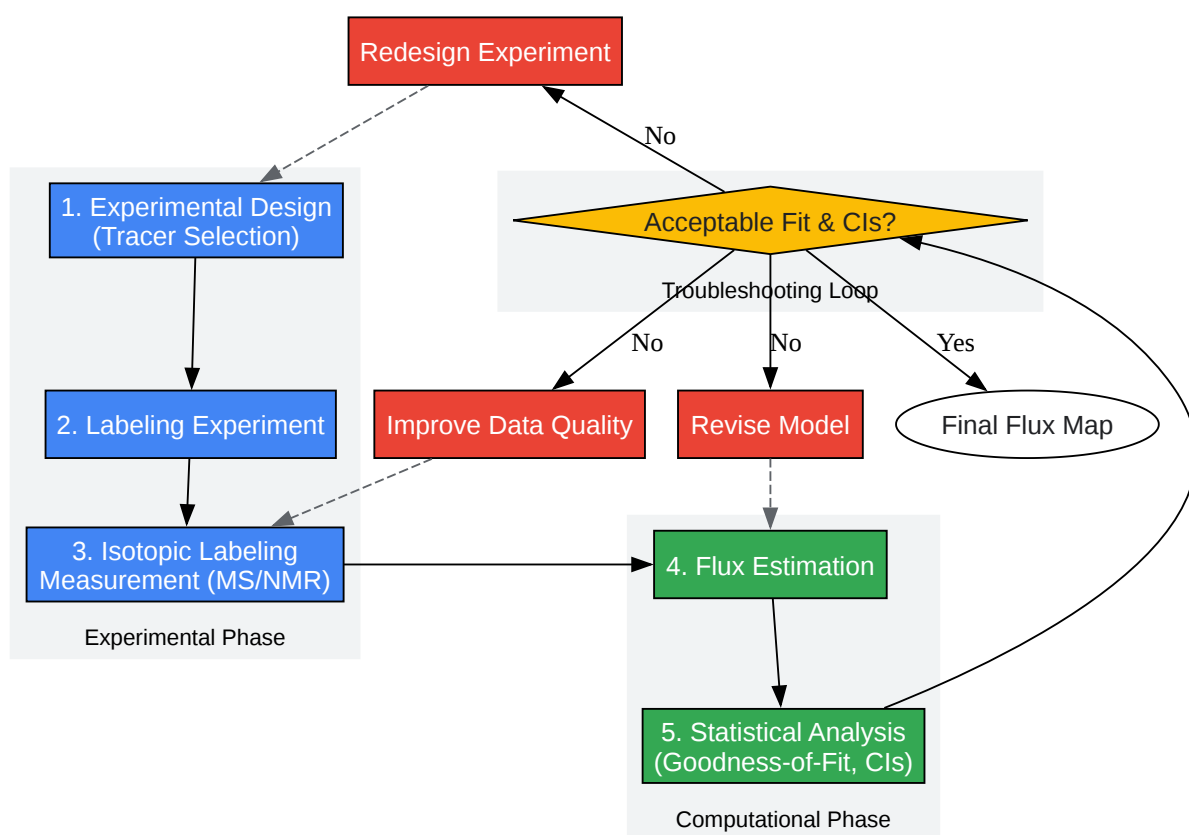 Redesign Experiment
No
1. Experimental Design
(Tracer Selection)
Acceptable Fit & CIs?
Troubleshooting Loop
No
No
Yes
2. Labeling Experiment
Improve Data Quality
Revise Model
Final Flux Map
3. Isotopic Labeling
Measurement (MS/NMR)
4. Flux Estimation
Experimental Phase
5. Statistical Analysis
(Goodness-of-Fit, CIs)
Computational Phase